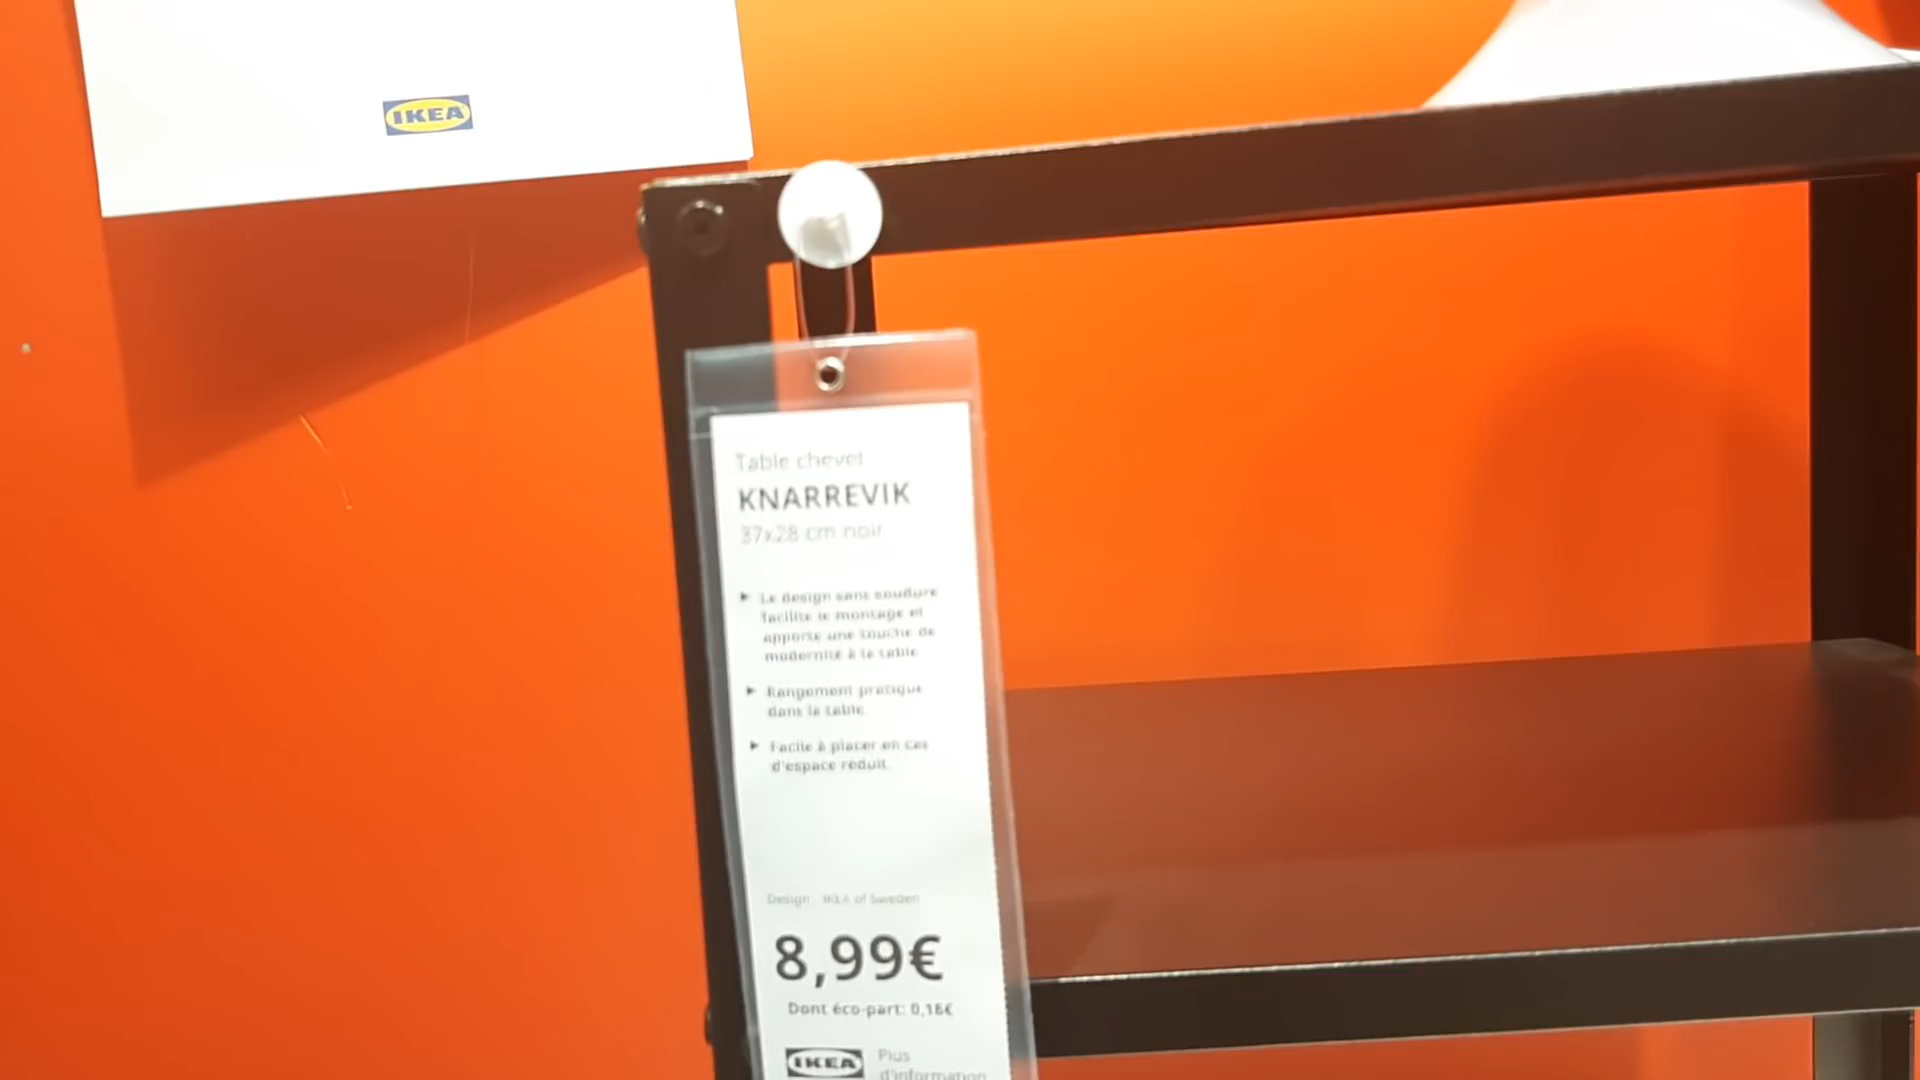 IKEA
Table chevet
KNARREVIK
37x28 cm noir
► Le design sans soudure
facilite le montage et
apporte une touche de
modernité à la table.
► Rangement pratique
dans la table.
► Facile à placer en cas
d'espace réduit.
Design : IKEA of Sweden
8,99€
Dont éco-part: 0,18€
IKEA
Plus
d'information